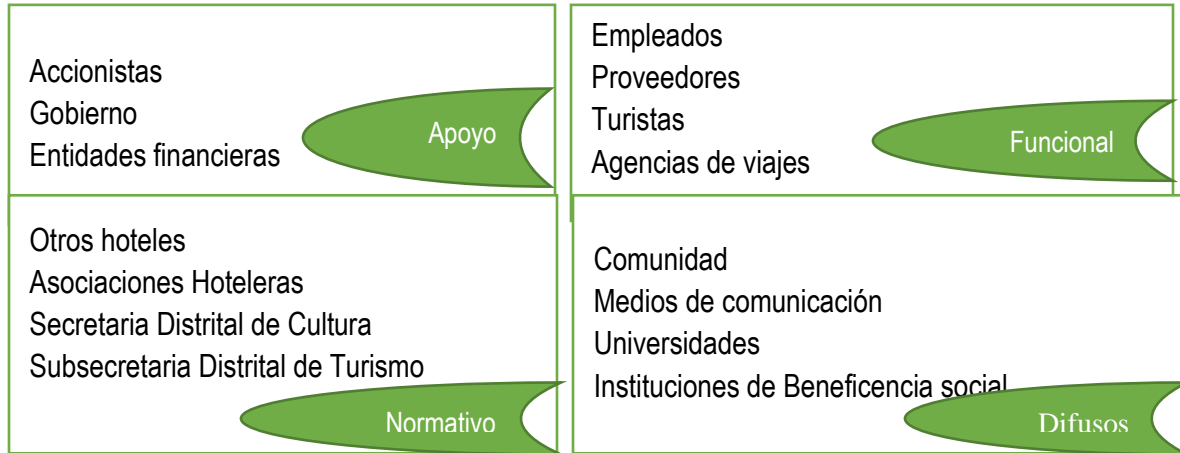 Accionistas
Gobierno
Entidades financieras
Apoyo
Empleados
Proveedores
Turistas
Agencias de viajes
Funcional
Otros hoteles
Asociaciones Hoteleras
Secretaria Distrital de Cultura
Subsecretaria Distrital de Turismo
Normativo
Comunidad
Medios de comunicación
Universidades
Instituciones de Beneficencia social
Difusos